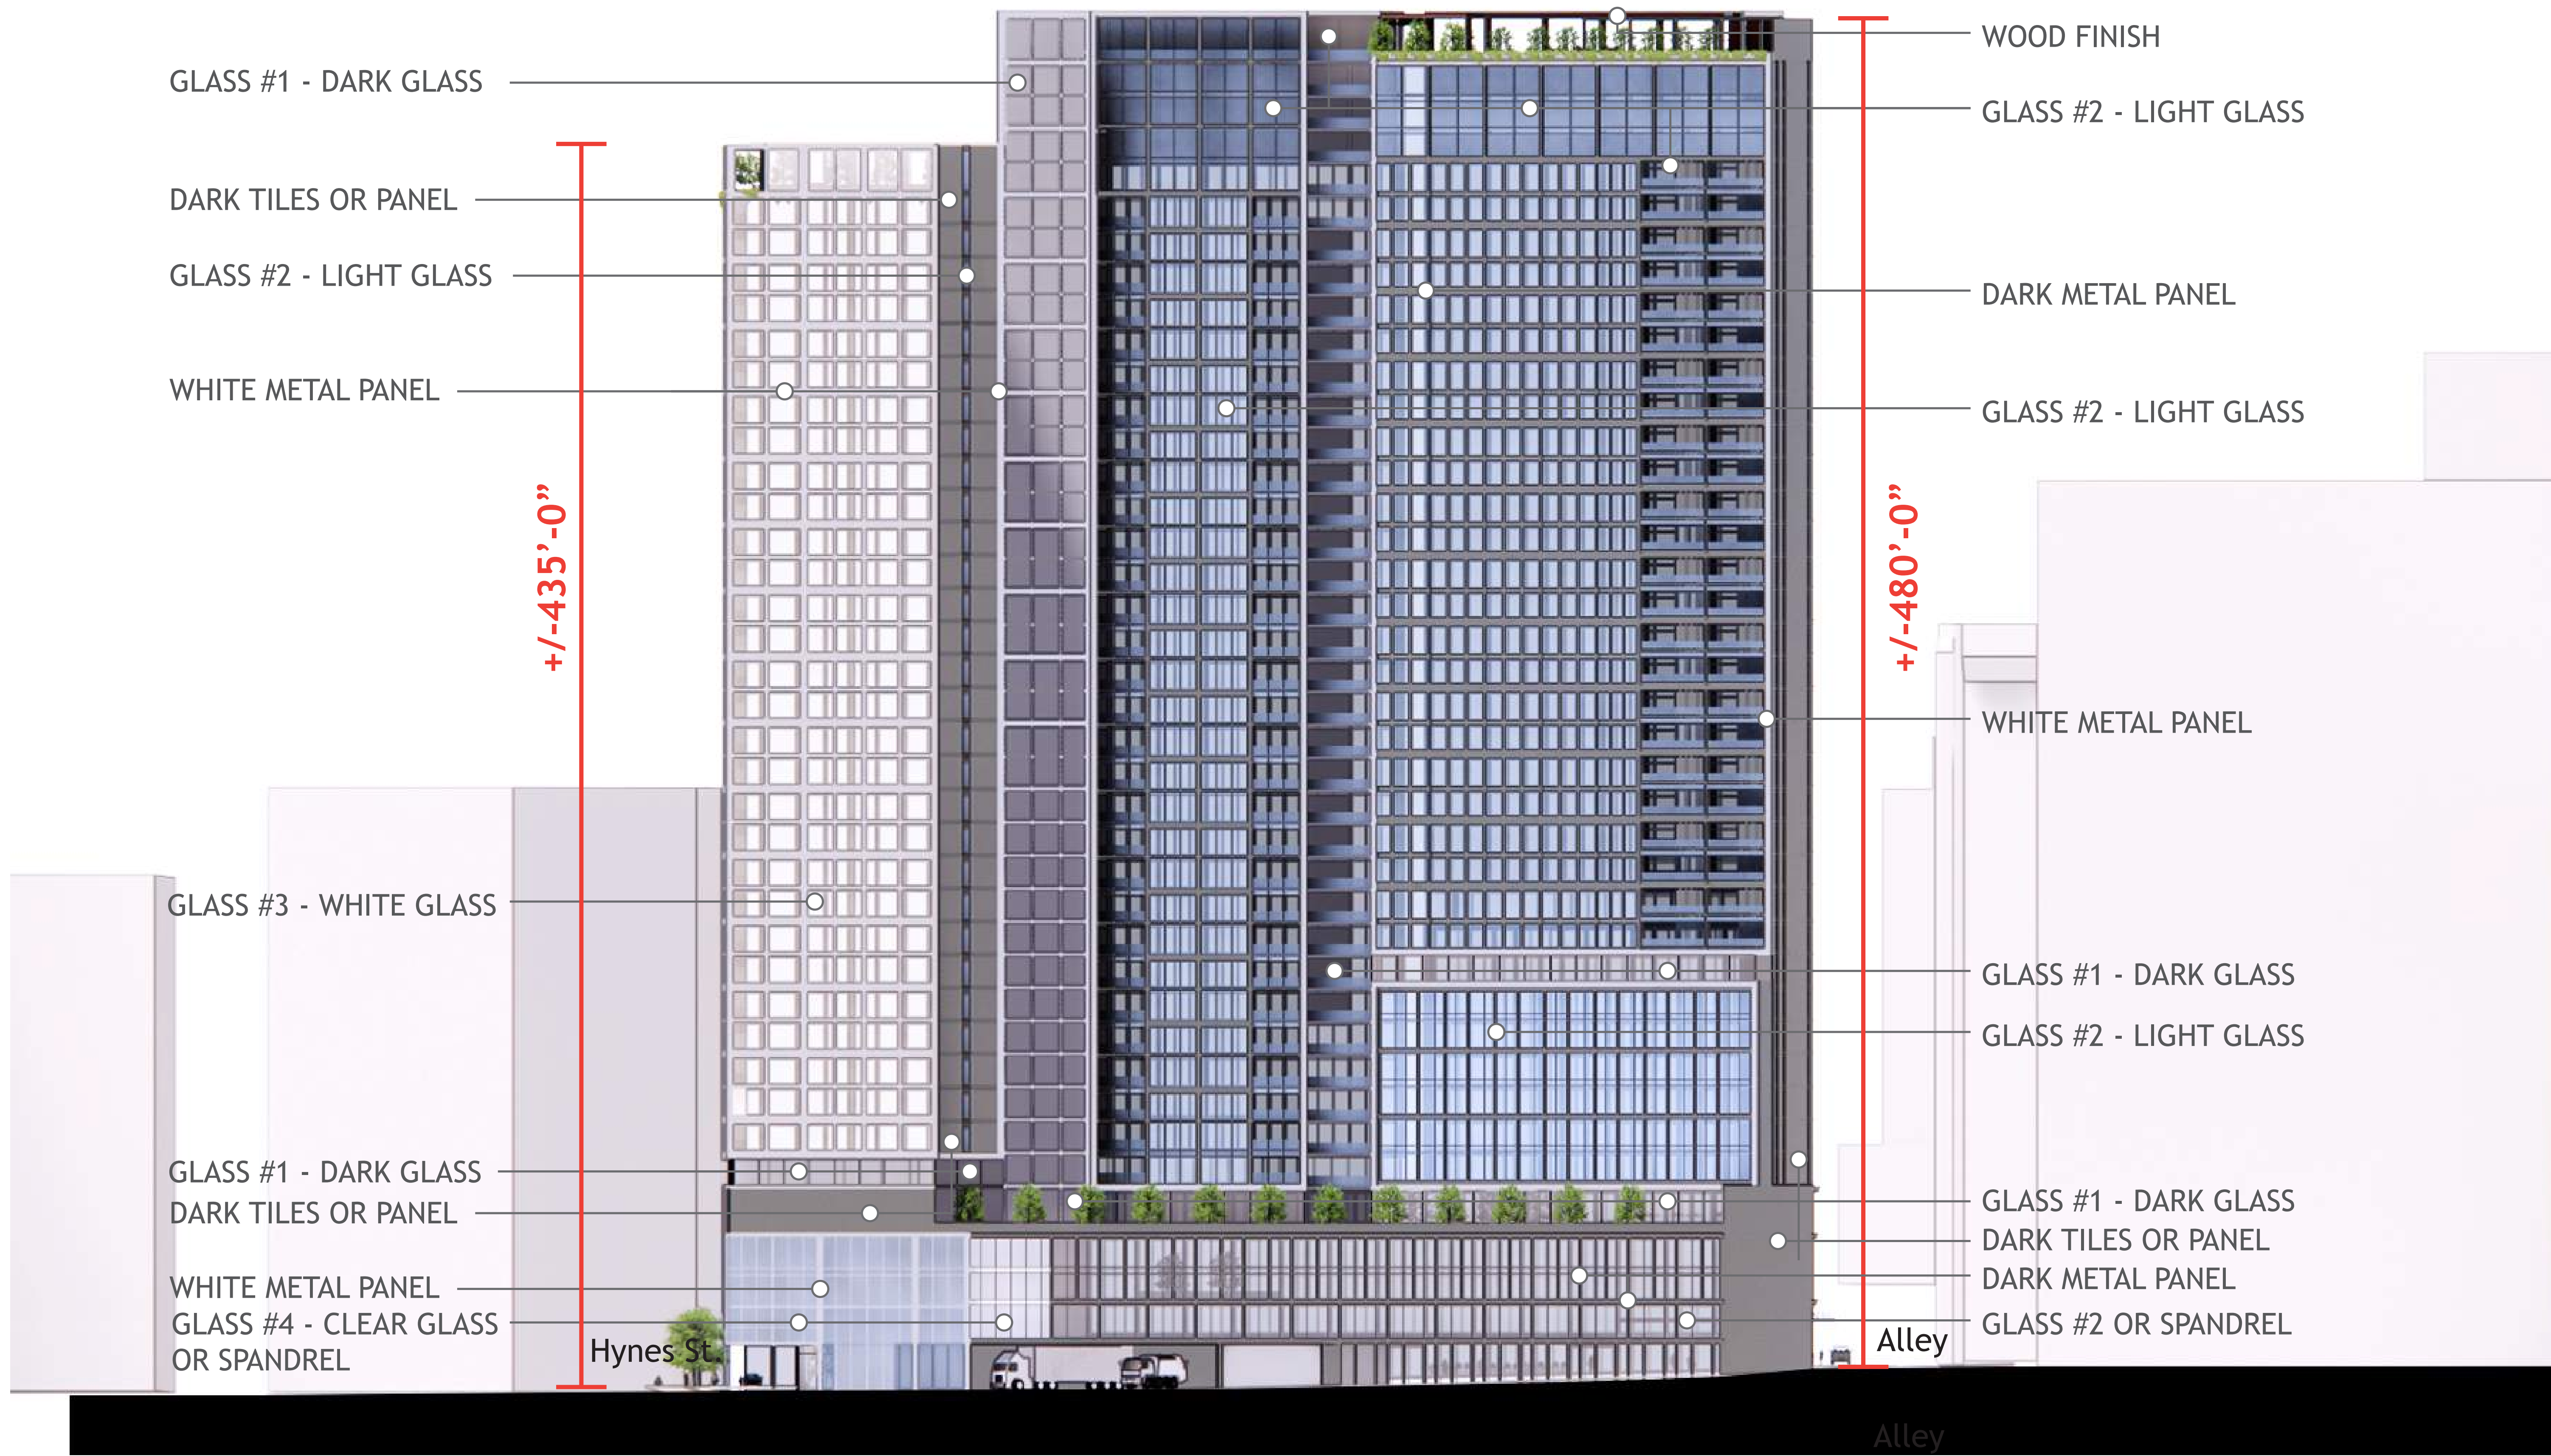 GLASS #1 - DARK GLASS
DARK TILES OR PANEL
GLASS #2 - LIGHT GLASS
WHITE METAL PANEL
+/-435’-0”
GLASS #3 - WHITE GLASS
GLASS #1 - DARK GLASS
DARK TILES OR PANEL
WHITE METAL PANEL
GLASS #4 - CLEAR GLASS
OR SPANDREL
Hynes St.
WOOD FINISH
GLASS #2 - LIGHT GLASS
DARK METAL PANEL
GLASS #2 - LIGHT GLASS
+/-480’-0”
WHITE METAL PANEL
GLASS #1 - DARK GLASS
GLASS #2 - LIGHT GLASS
GLASS #1 - DARK GLASS
DARK TILES OR PANEL
DARK METAL PANEL
GLASS #2 OR SPANDREL
Alley
Alley